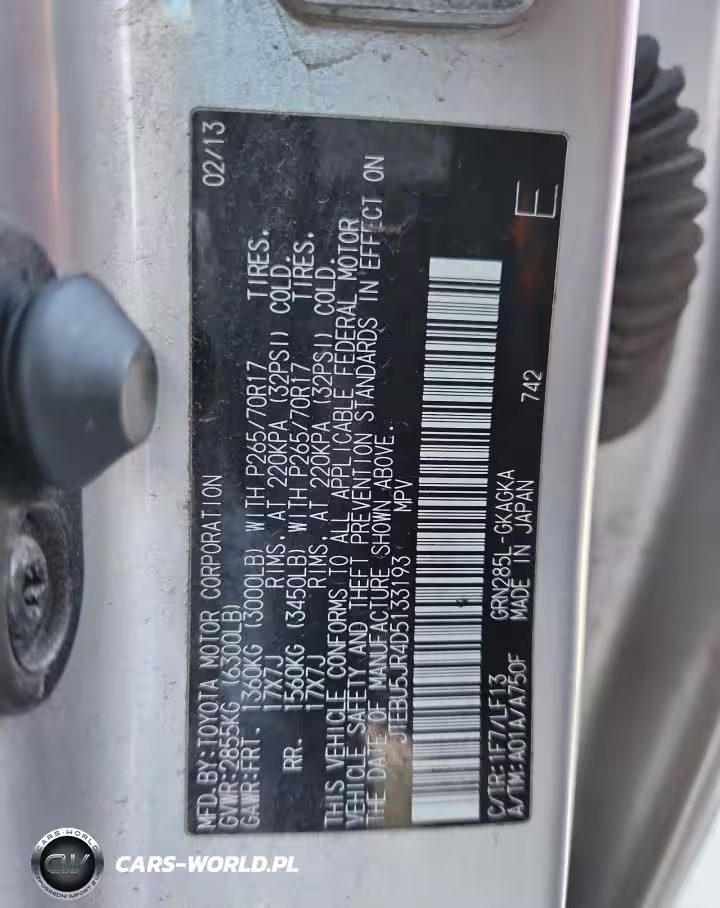 MFD. BY: TOYOTA MOTOR CORPORATION 02/13
GVWR: 2855KG (6300LB)
GAWR: FRT. 1360KG (3000LB) WITH P265/70R17 TIRES,
17X7J RIMS, AT 220KPA (32PSI) COLD.
RR. 1560KG (3450LB) WITH P265/70R17 TIRES,
17X7J RIMS, AT 220KPA (32PSI) COLD.
THIS VEHICLE CONFORMS TO ALL APPLICABLE FEDERAL MOTOR
VEHICLE SAFETY AND THEFT PREVENTION STANDARDS IN EFFECT ON
THE DATE OF MANUFACTURE SHOWN ABOVE.
JTEBU5JR4D5133193 MPV
C/TR: 1F7/LF13 GRN285L-GKAGKA
A/TM: A01A/A750F MADE IN JAPAN 742
E
CW
CARS-WORLD.PL